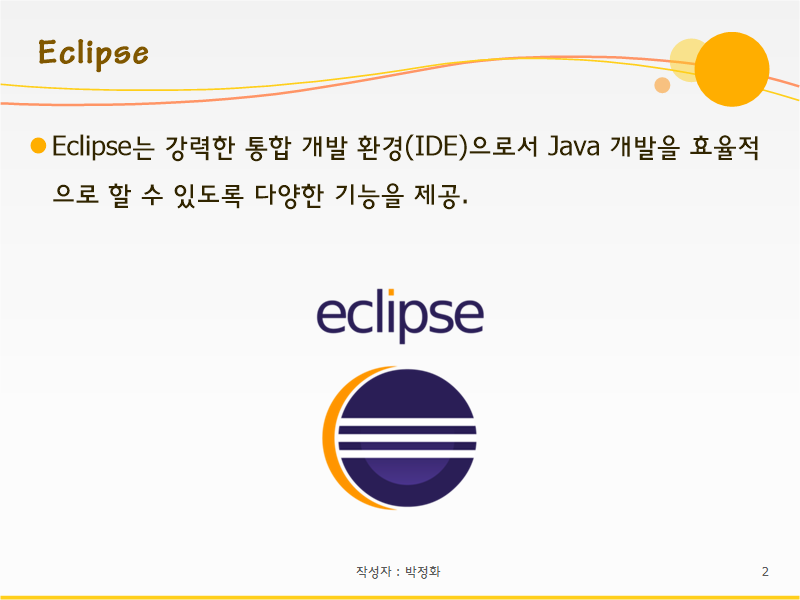 Eclipse
Eclipse는 강력한 통합 개발 환경(IDE)으로서 Java 개발을 효율적
으로 할 수 있도록 다양한 기능을 제공.
eclipse
작성자 : 박정화
2